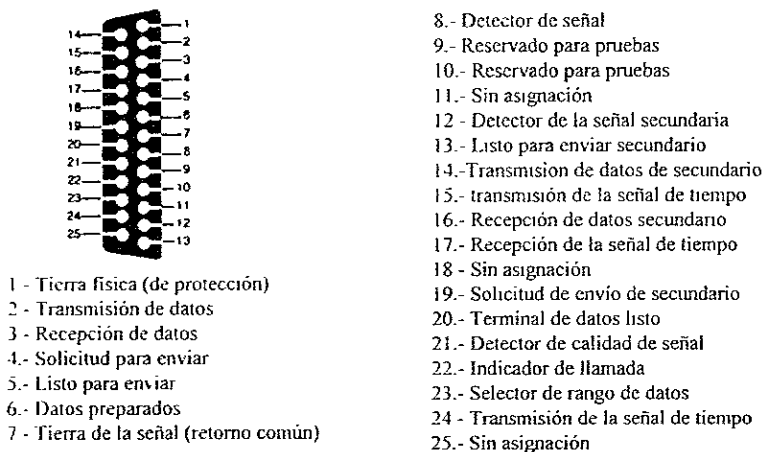 14
15
16
17
18
19
20
21
22
23
24
25
1
2
3
4
5
6
7
8
9
10
11
12
13
1 - Tierra física (de protección)
2 - Transmisión de datos
3 - Recepción de datos
4.- Solicitud para enviar
5.- Listo para enviar
6.- Datos preparados
7 - Tierra de la señal (retorno común)
8.- Detector de señal
9.- Reservado para pruebas
10.- Reservado para pruebas
11.- Sin asignación
12 - Detector de la señal secundaria
13.- Listo para enviar secundario
14.-Transmision de datos de secundario
15.- transmisión de la señal de tiempo
16.- Recepción de datos secundario
17.- Recepción de la señal de tiempo
18 - Sin asignación
19.- Solicitud de envío de secundario
20.- Terminal de datos listo
21.- Detector de calidad de señal
22.- Indicador de llamada
23.- Selector de rango de datos
24 - Transmisión de la señal de tiempo
25.- Sin asignación